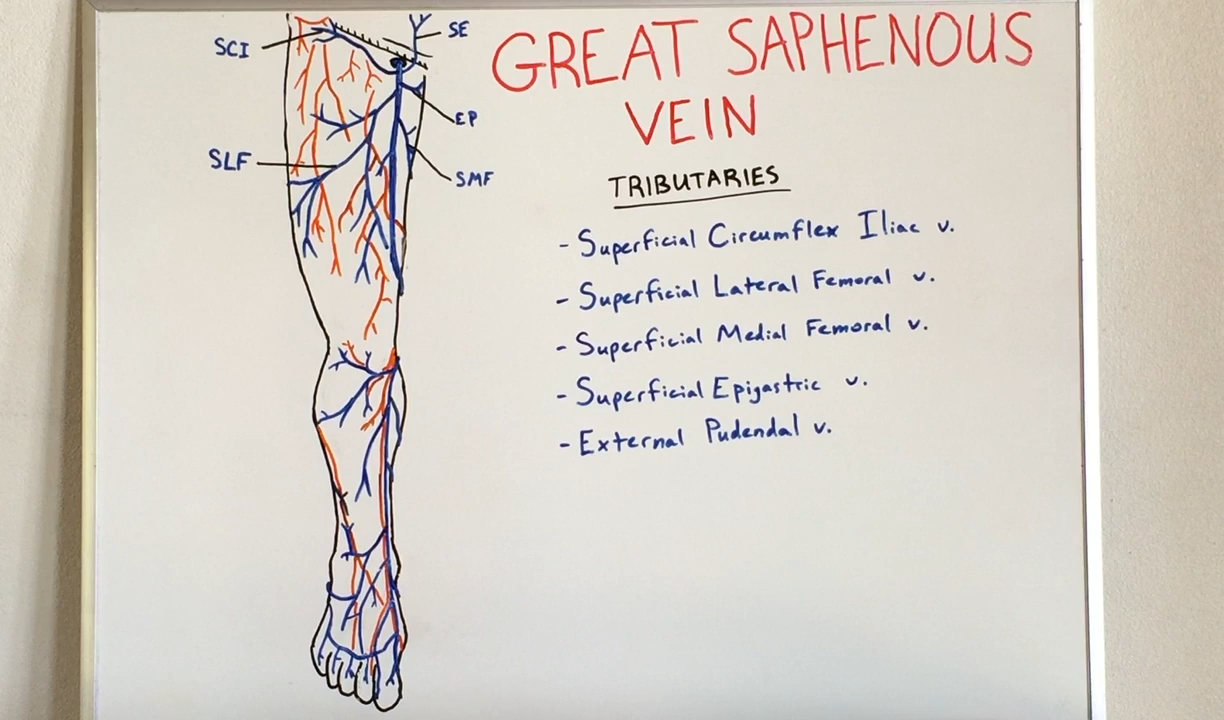 SCI
SE
GREAT SAPHENOUS
VEIN
EP
SLF
SMF
TRIBUTARIES
- Superficial Circumflex Iliac v.
- Superficial Lateral Femoral v.
- Superficial Medial Femoral v.
- Superficial Epigastric v.
- External Pudendal v.